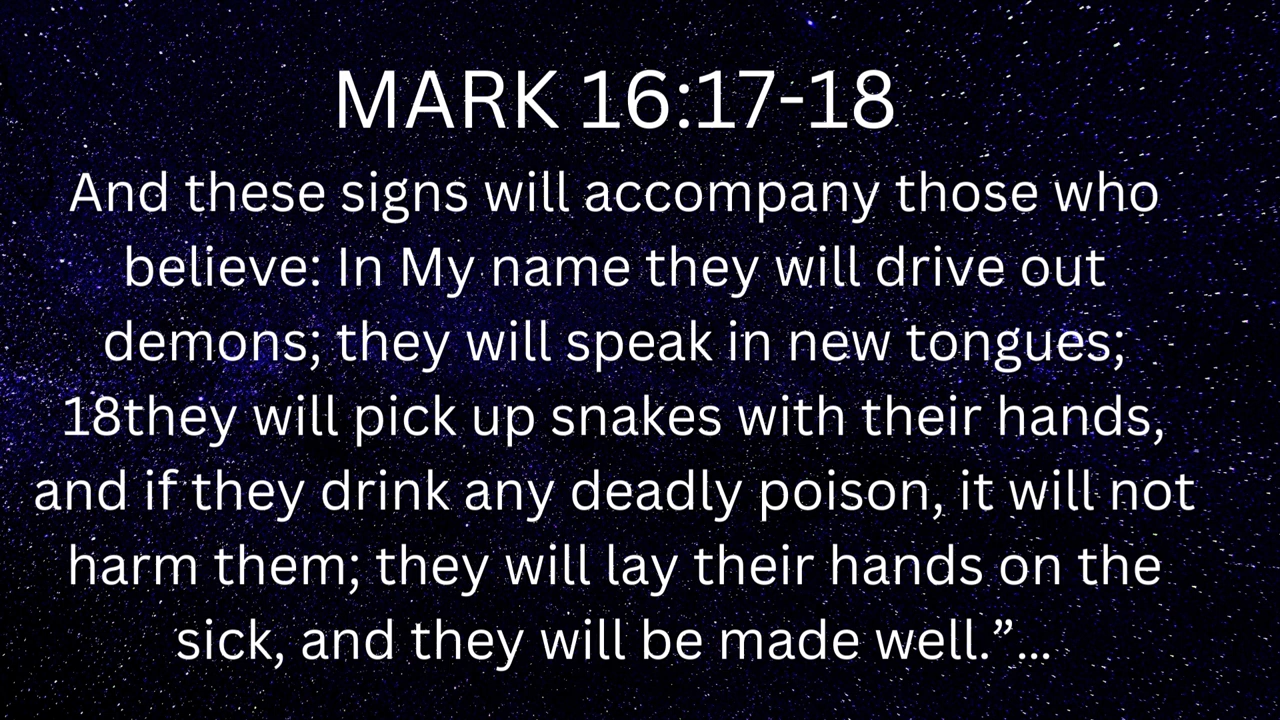 MARK 16:17-18
And these signs will accompany those who
believe: In My name they will drive out
demons; they will speak in new tongues;
18they will pick up snakes with their hands,
and if they drink any deadly poison, it will not
harm them; they will lay their hands on the
sick, and they will be made well.”...